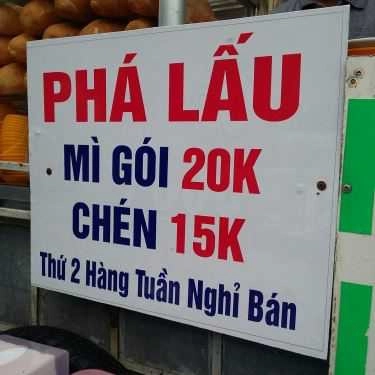 PHÁ LẤU
MÌ GÓI 20K
CHÉN 15K
Thứ 2 Hàng Tuần Nghỉ Bán